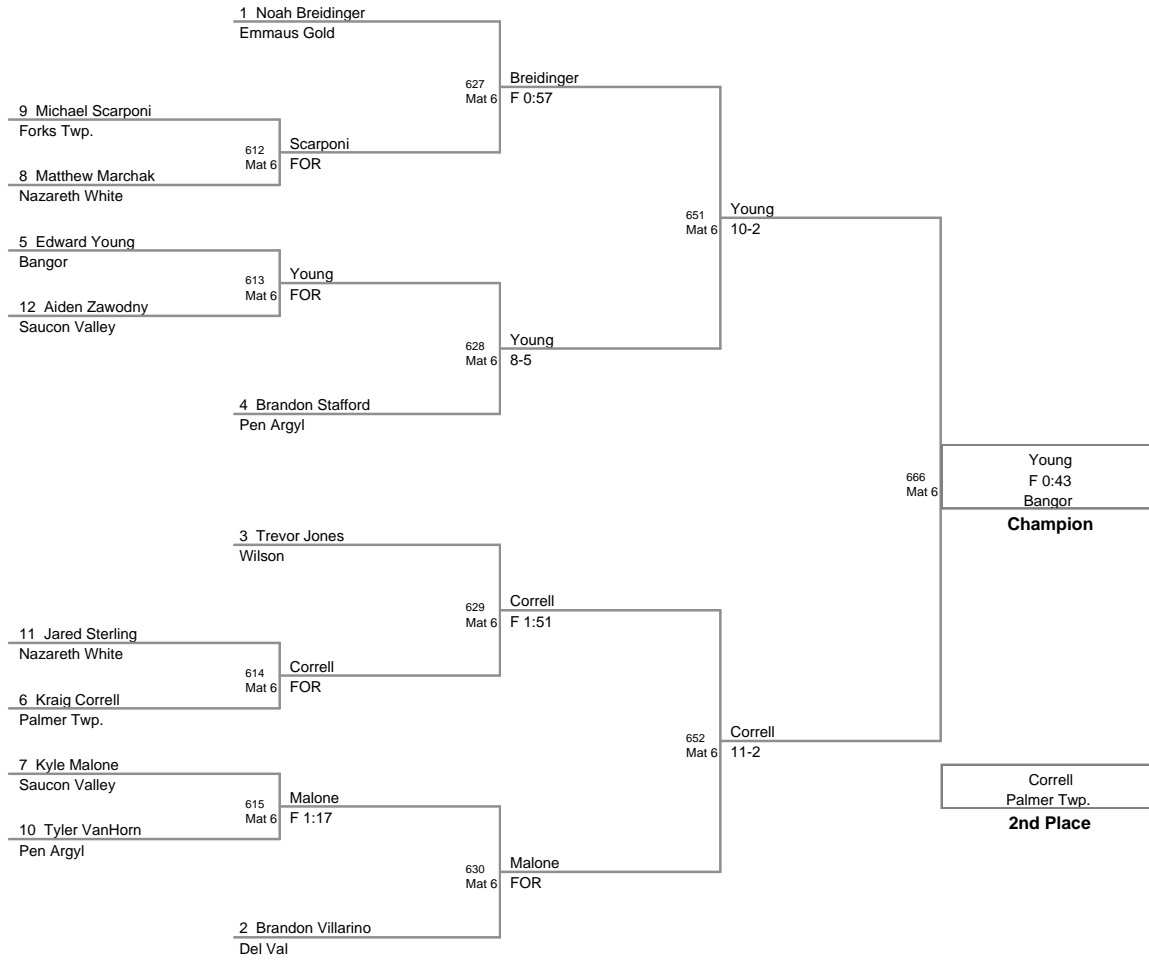 1 Noah Breidinger
Emmaus Gold
627
Mat 6
Breidinger
F 0:57
9 Michael Scarponi
Forks Twp.
612
Mat 6
Scarponi
FOR
8 Matthew Marchak
Nazareth White
651
Mat 6
Young
10-2
5 Edward Young
Bangor
613
Mat 6
Young
FOR
12 Aiden Zawodny
Saucon Valley
628
Mat 6
Young
8-5
4 Brandon Stafford
Pen Argyl
666
Mat 6
Young
F 0:43
Bangor
Champion
3 Trevor Jones
Wilson
629
Mat 6
Correll
F 1:51
11 Jared Sterling
Nazareth White
614
Mat 6
Correll
FOR
6 Kraig Correll
Palmer Twp.
652
Mat 6
Correll
11-2
7 Kyle Malone
Saucon Valley
615
Mat 6
Malone
F 1:17
10 Tyler VanHorn
Pen Argyl
Correll
Palmer Twp.
2nd Place
630
Mat 6
Malone
FOR
2 Brandon Villarino
Del Val